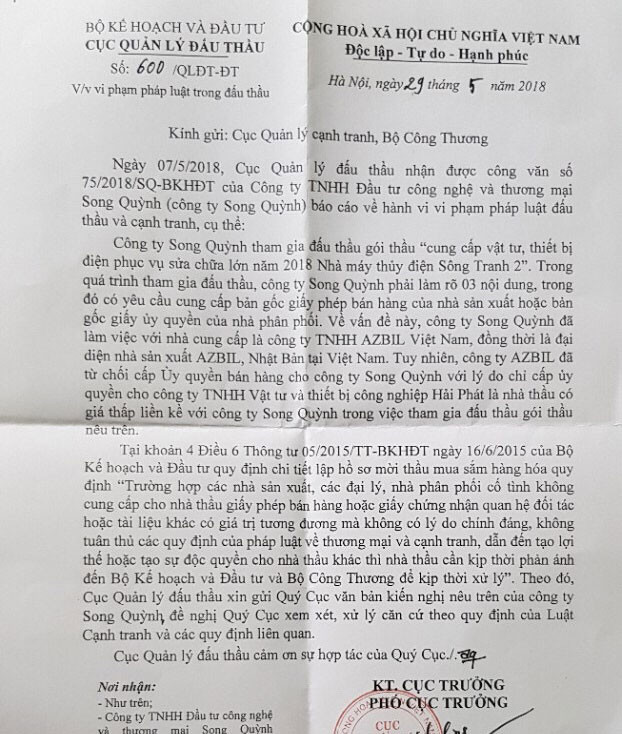 BỘ KẾ HOẠCH VÀ ĐẦU TƯ
CỤC QUẢN LÝ ĐẤU THẦU
Số: 600 /QLĐT-ĐT
V/v vi phạm pháp luật trong đấu thầu
CỘNG HOÀ XÃ HỘI CHỦ NGHĨA VIỆT NAM
Độc lập - Tự do - Hạnh phúc
Hà Nội, ngày 29 tháng 5 năm 2018
Kính gửi: Cục Quản lý cạnh tranh, Bộ Công Thương
Ngày 07/5/2018, Cục Quản lý đấu thầu nhận được công văn số
75/2018/SQ-BKHĐT của Công ty TNHH Đầu tư công nghệ và thương mại
Song Quỳnh (công ty Song Quỳnh) báo cáo về hành vi vi phạm pháp luật đấu
thầu và cạnh tranh, cụ thể:
Công ty Song Quỳnh tham gia đấu thầu gói thầu “cung cấp vật tư, thiết bị
điện phục vụ sửa chữa lớn năm 2018 Nhà máy thủy điện Sông Tranh 2”. Trong
quá trình tham gia đấu thầu, công ty Song Quỳnh phải làm rõ 03 nội dung, trong
đó có yêu cầu cung cấp bản gốc giấy phép bán hàng của nhà sản xuất hoặc bản
gốc giấy ủy quyền của nhà phân phối. Về vấn đề này, công ty Song Quỳnh đã
làm việc với nhà cung cấp là công ty TNHH AZBIL Việt Nam, đồng thời là đại
diện nhà sản xuất AZBIL, Nhật Bản tại Việt Nam. Tuy nhiên, công ty AZBIL đã
từ chối cấp Ủy quyền bán hàng cho công ty Song Quỳnh với lý do chỉ cấp ủy
quyền cho công ty TNHH Vật tư và thiết bị công nghiệp Hải Phát là nhà thầu có
giá thấp liền kề với công ty Song Quỳnh trong việc tham gia đấu thầu gói thầu
nêu trên.
Tại khoản 4 Điều 6 Thông tư 05/2015/TT-BKHĐT ngày 16/6/2015 của Bộ
Kế hoạch và Đầu tư quy định chi tiết lập hồ sơ mời thầu mua sắm hàng hóa quy
định “Trường hợp các nhà sản xuất, các đại lý, nhà phân phối cố tình không
cung cấp cho nhà thầu giấy phép bán hàng hoặc giấy chứng nhận quan hệ đối tác
hoặc tài liệu khác có giá trị tương đương mà không có lý do chính đáng, không
tuân thủ các quy định của pháp luật về thương mại và cạnh tranh, dẫn đến tạo lợi
thế hoặc tạo sự độc quyền cho nhà thầu khác thì nhà thầu cần kịp thời phản ánh
đến Bộ Kế hoạch và Đầu tư và Bộ Công Thương để kịp thời xử lý”. Theo đó,
Cục Quản lý đấu thầu xin gửi Quý Cục văn bản kiến nghị nêu trên của công ty
Song Quỳnh, đề nghị Quý Cục xem xét, xử lý căn cứ theo quy định của Luật
Cạnh tranh và các quy định liên quan.
Cục Quản lý đấu thầu cảm ơn sự hợp tác của Quý Cục./.
Nơi nhận:
- Như trên;
- Công ty TNHH Đầu tư công nghệ
và thương mại Song Quỳnh
KT. CỤC TRƯỞNG
PHÓ CỤC TRƯỞNG
CỤC